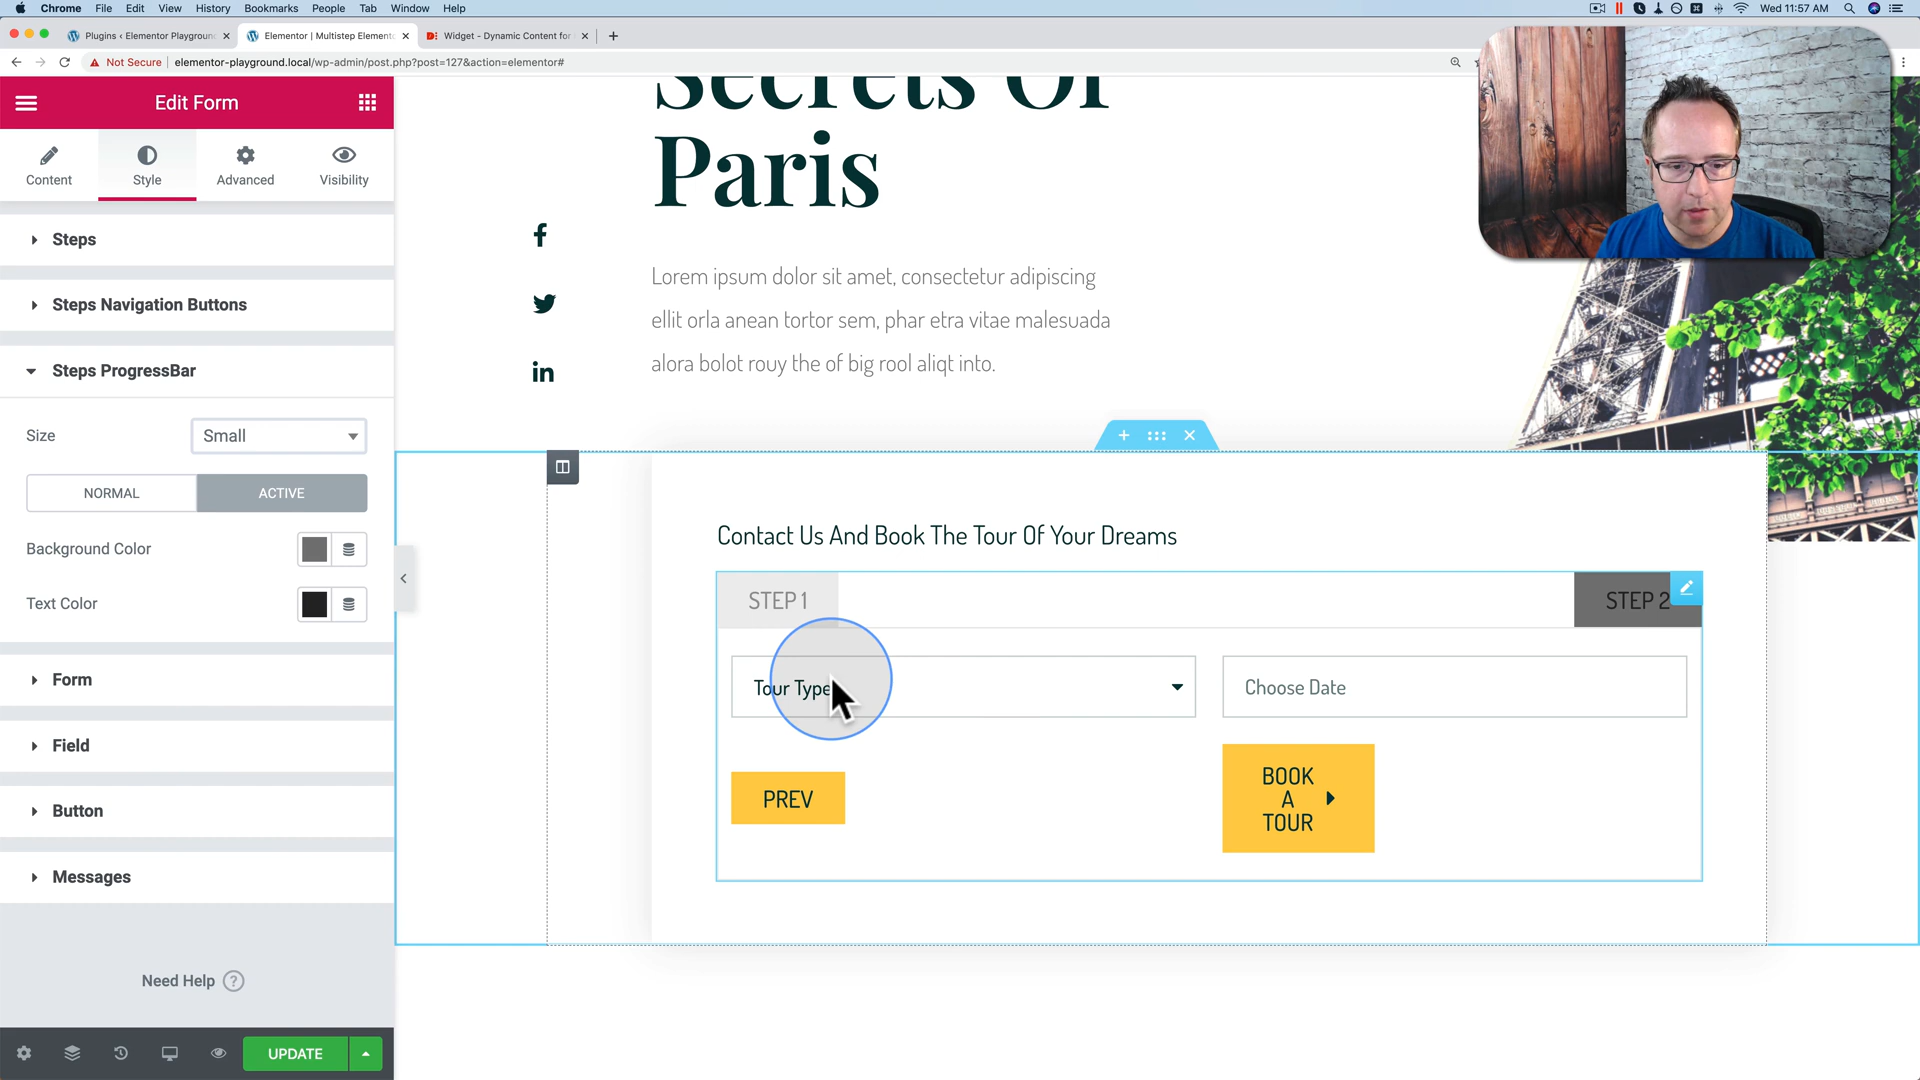 Chrome File Edit View History Bookmarks People Tab Window Help
Wed 11:57 AM
Plugins ‹ Elementor Playground
Elementor | Multistep Elemento
Widget - Dynamic Content for
Not Secure | elementor-playground.local/wp-admin/post.php?post=127&action=elementor#
Edit Form
Content
Style
Advanced
Visibility
Steps
Steps Navigation Buttons
Steps ProgressBar
Size
Small
NORMAL
ACTIVE
Background Color
Text Color
Form
Field
Button
Messages
Need Help ?
UPDATE
Secrets Of
Paris
Lorem ipsum dolor sit amet, consectetur adipiscing
ellit orla anean tortor sem, phar etra vitae malesuada
alora bolot rouy the of big rool aliqt into.
Contact Us And Book The Tour Of Your Dreams
STEP 1
STEP 2
Tour Type
Choose Date
PREV
BOOK
A
TOUR